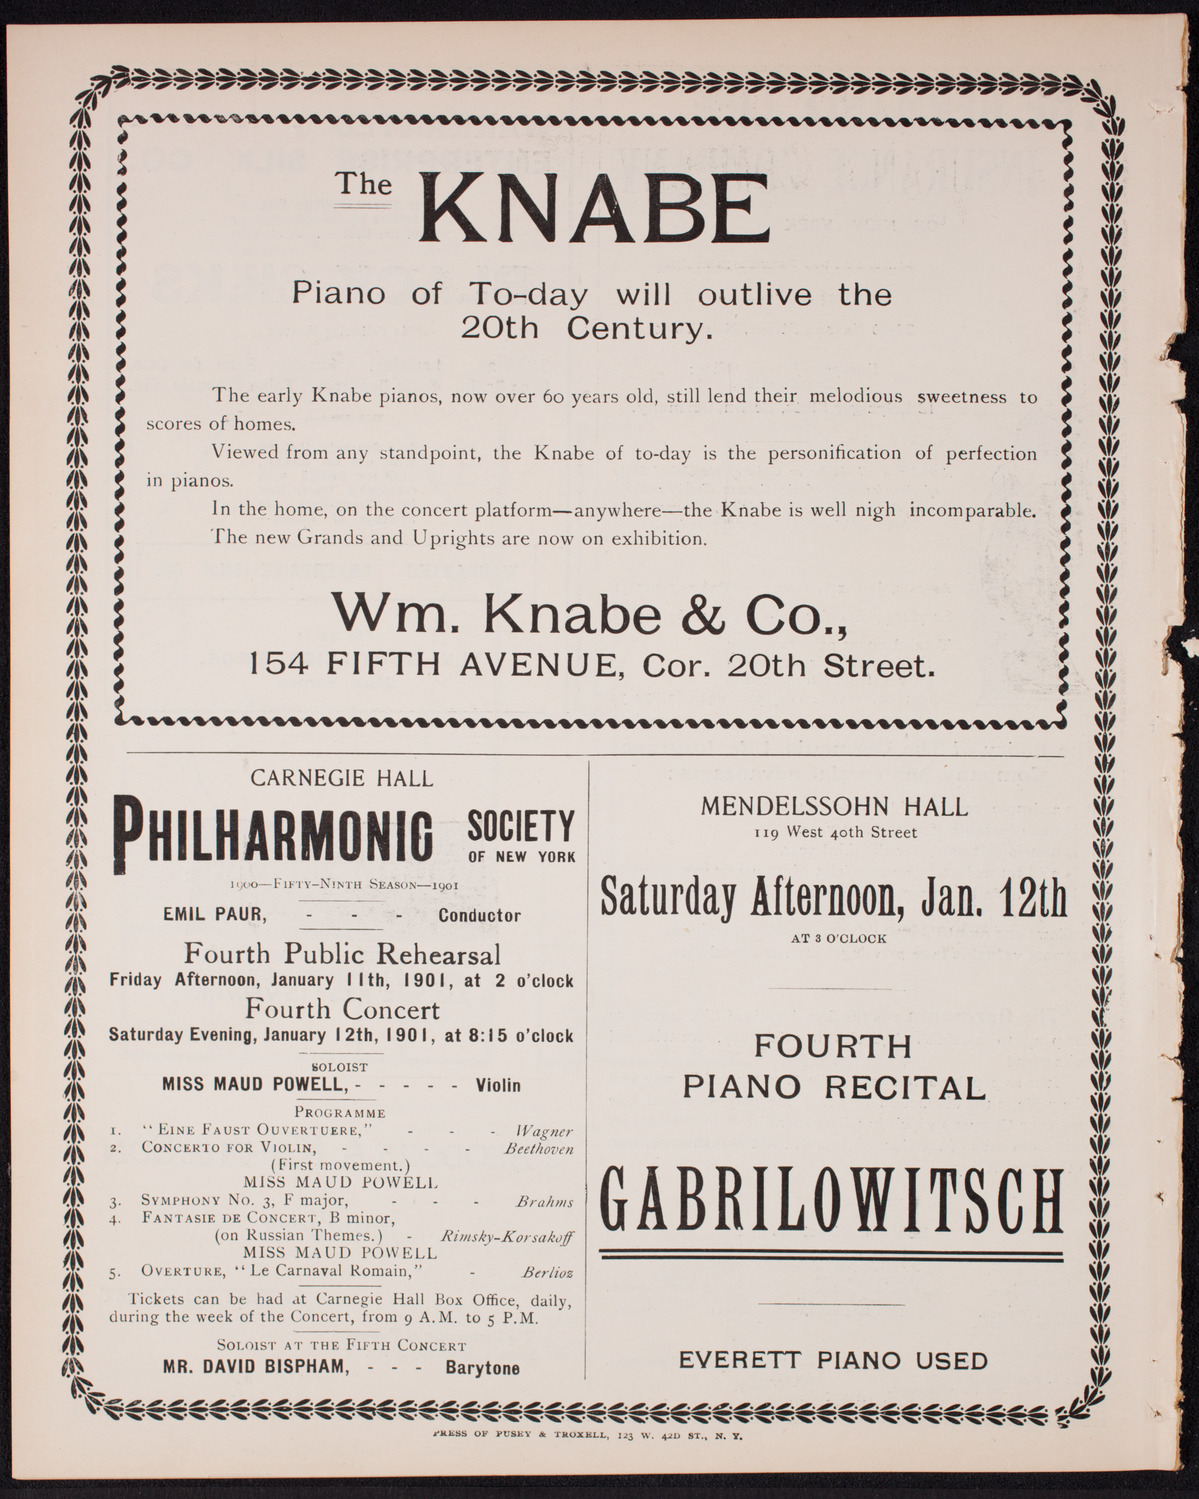 The KNABE
Piano of To-day will outlive the
20th Century.
The early Knabe pianos, now over 60 years old, still lend their melodious sweetness to
scores of homes.
Viewed from any standpoint, the Knabe of to-day is the personification of perfection
in pianos.
In the home, on the concert platform—anywhere—the Knabe is well nigh incomparable.
The new Grands and Uprights are now on exhibition.
Wm. Knabe & Co.,
154 FIFTH AVENUE, Cor. 20th Street.
CARNEGIE HALL
PHILHARMONIC SOCIETY
OF NEW YORK
1900—FIFTY-NINTH SEASON—1901
EMIL PAUR, - - - Conductor
Fourth Public Rehearsal
Friday Afternoon, January 11th, 1901, at 2 o'clock
Fourth Concert
Saturday Evening, January 12th, 1901, at 8:15 o'clock
SOLOIST
MISS MAUD POWELL, - - - - - Violin
PROGRAMME
1. "EINE FAUST OUVERTUERE," - - - Wagner
2. CONCERTO FOR VIOLIN, - - - - Beethoven
(First movement.)
MISS MAUD POWELL
3. SYMPHONY NO. 3, F major, - - - Brahms
4. FANTASIE DE CONCERT, B minor,
(on Russian Themes.) - Rimsky-Korsakoff
MISS MAUD POWELL
5. OVERTURE, "Le Carnaval Romain," - Berlioz
Tickets can be had at Carnegie Hall Box Office, daily,
during the week of the Concert, from 9 A.M. to 5 P.M.
SOLOIST AT THE FIFTH CONCERT
MR. DAVID BISPHAM, - - - Barytone
MENDELSSOHN HALL
119 West 40th Street
Saturday Afternoon, Jan. 12th
AT 3 O'CLOCK
FOURTH
PIANO RECITAL
GABRILOWITSCH
EVERETT PIANO USED
PRESS OF PUSEY & TROXELL, 123 W. 42D ST., N. Y.